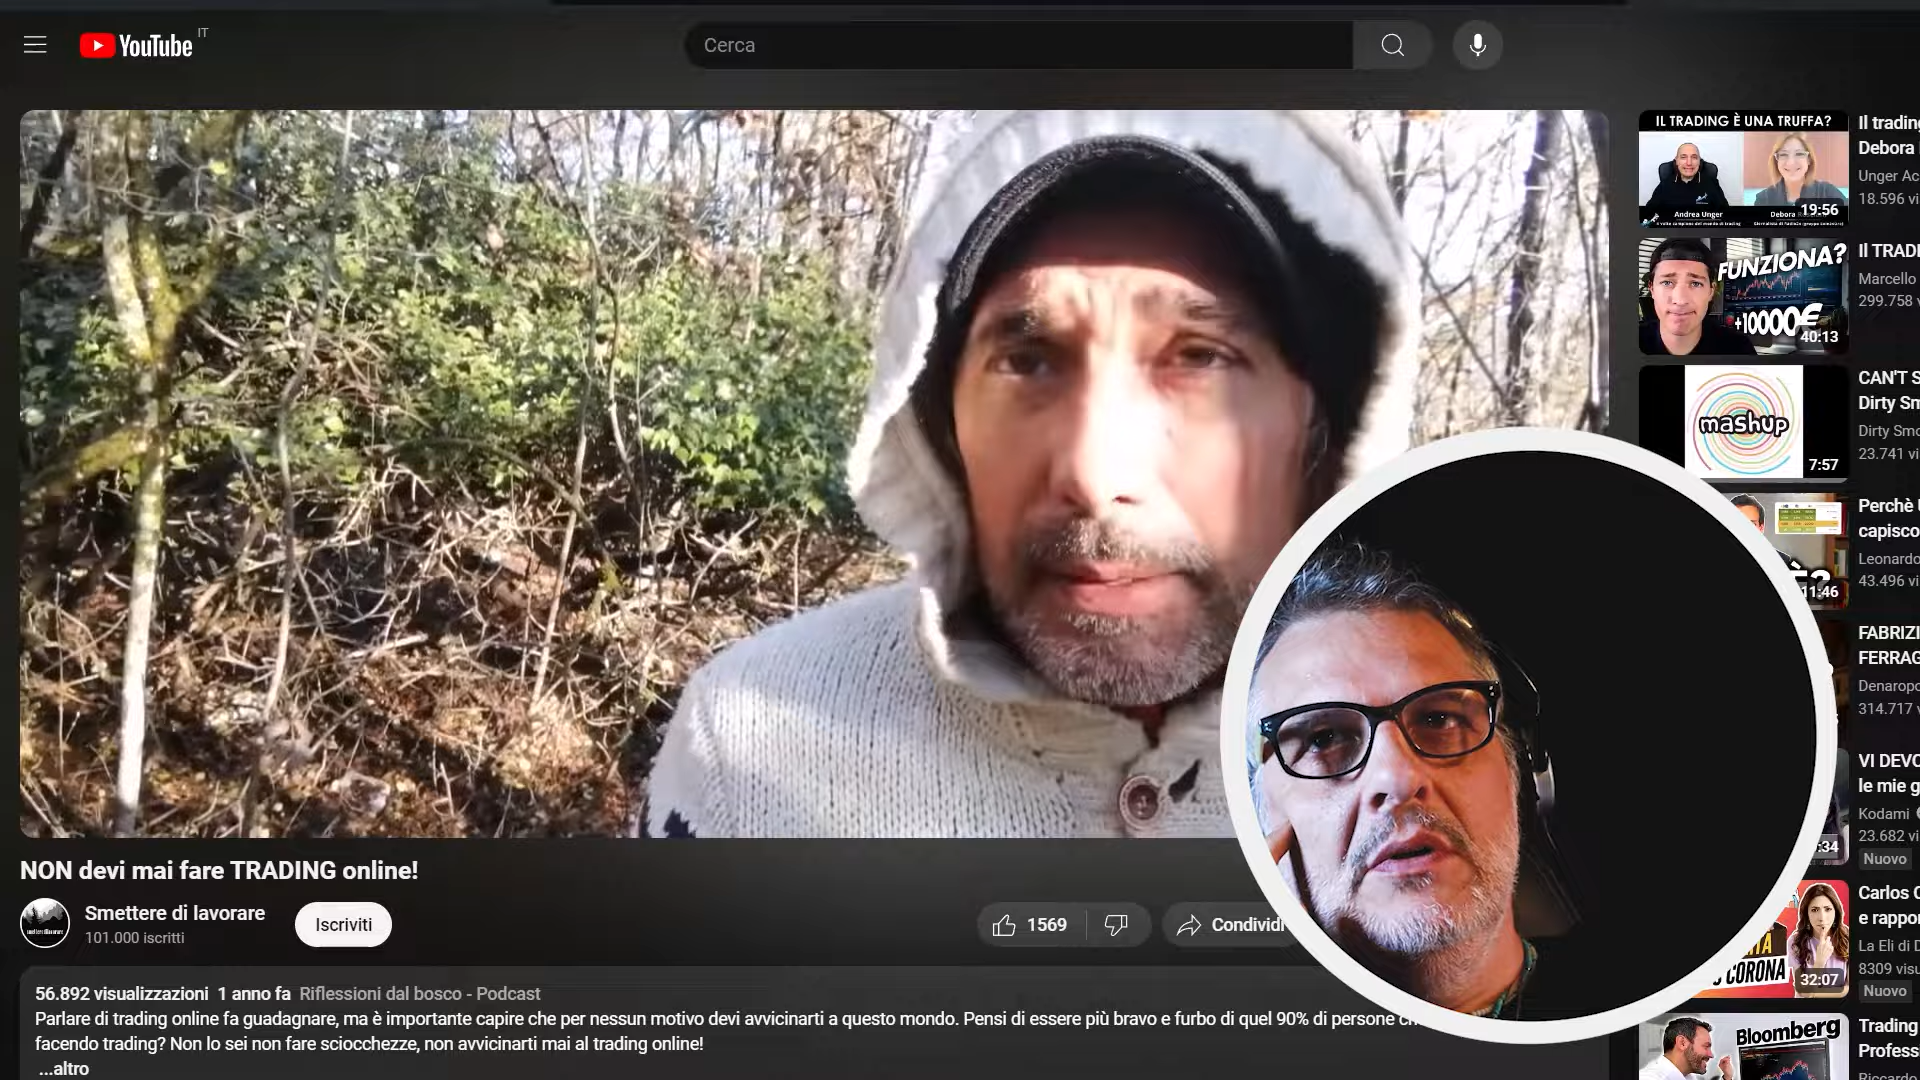 YouTube
IT
Cerca
NON devi mai fare TRADING online!
Smettere di lavorare
101.000 iscritti
Iscriviti
1569
Condividi
56.892 visualizzazioni 1 anno fa Riflessioni dal bosco - Podcast
Parlare di trading online fa guadagnare, ma è importante capire che per nessun motivo devi avvicinarti a questo mondo. Pensi di essere più bravo e furbo di quel 90% di persone
facendo trading? Non lo sei non fare sciocchezze, non avvicinarti mai al trading online!
...altro
IL TRADING È UNA TRUFFA?
Andrea Unger
Debora
19:56
Il trading
Debora
Unger Ac
18.596 vi
FUNZIONA?
+10000€
40:13
Il TRADI
Marcello
299.758 v
mashup
7:57
CAN'T S
Dirty Sm
Dirty Smo
23.741 vi
11:46
Perchè
capisco
Leonardo
43.496 vi
FABRIZI
FERRAG
Denaropo
314.717 v
:34
VI DEVO
le mie g
Kodami
23.682 vi
Nuovo
CORONA
32:07
Carlos C
e rappor
La Eli di D
8309 visu
Nuovo
Bloomberg
Trading
Professi
Riccardo